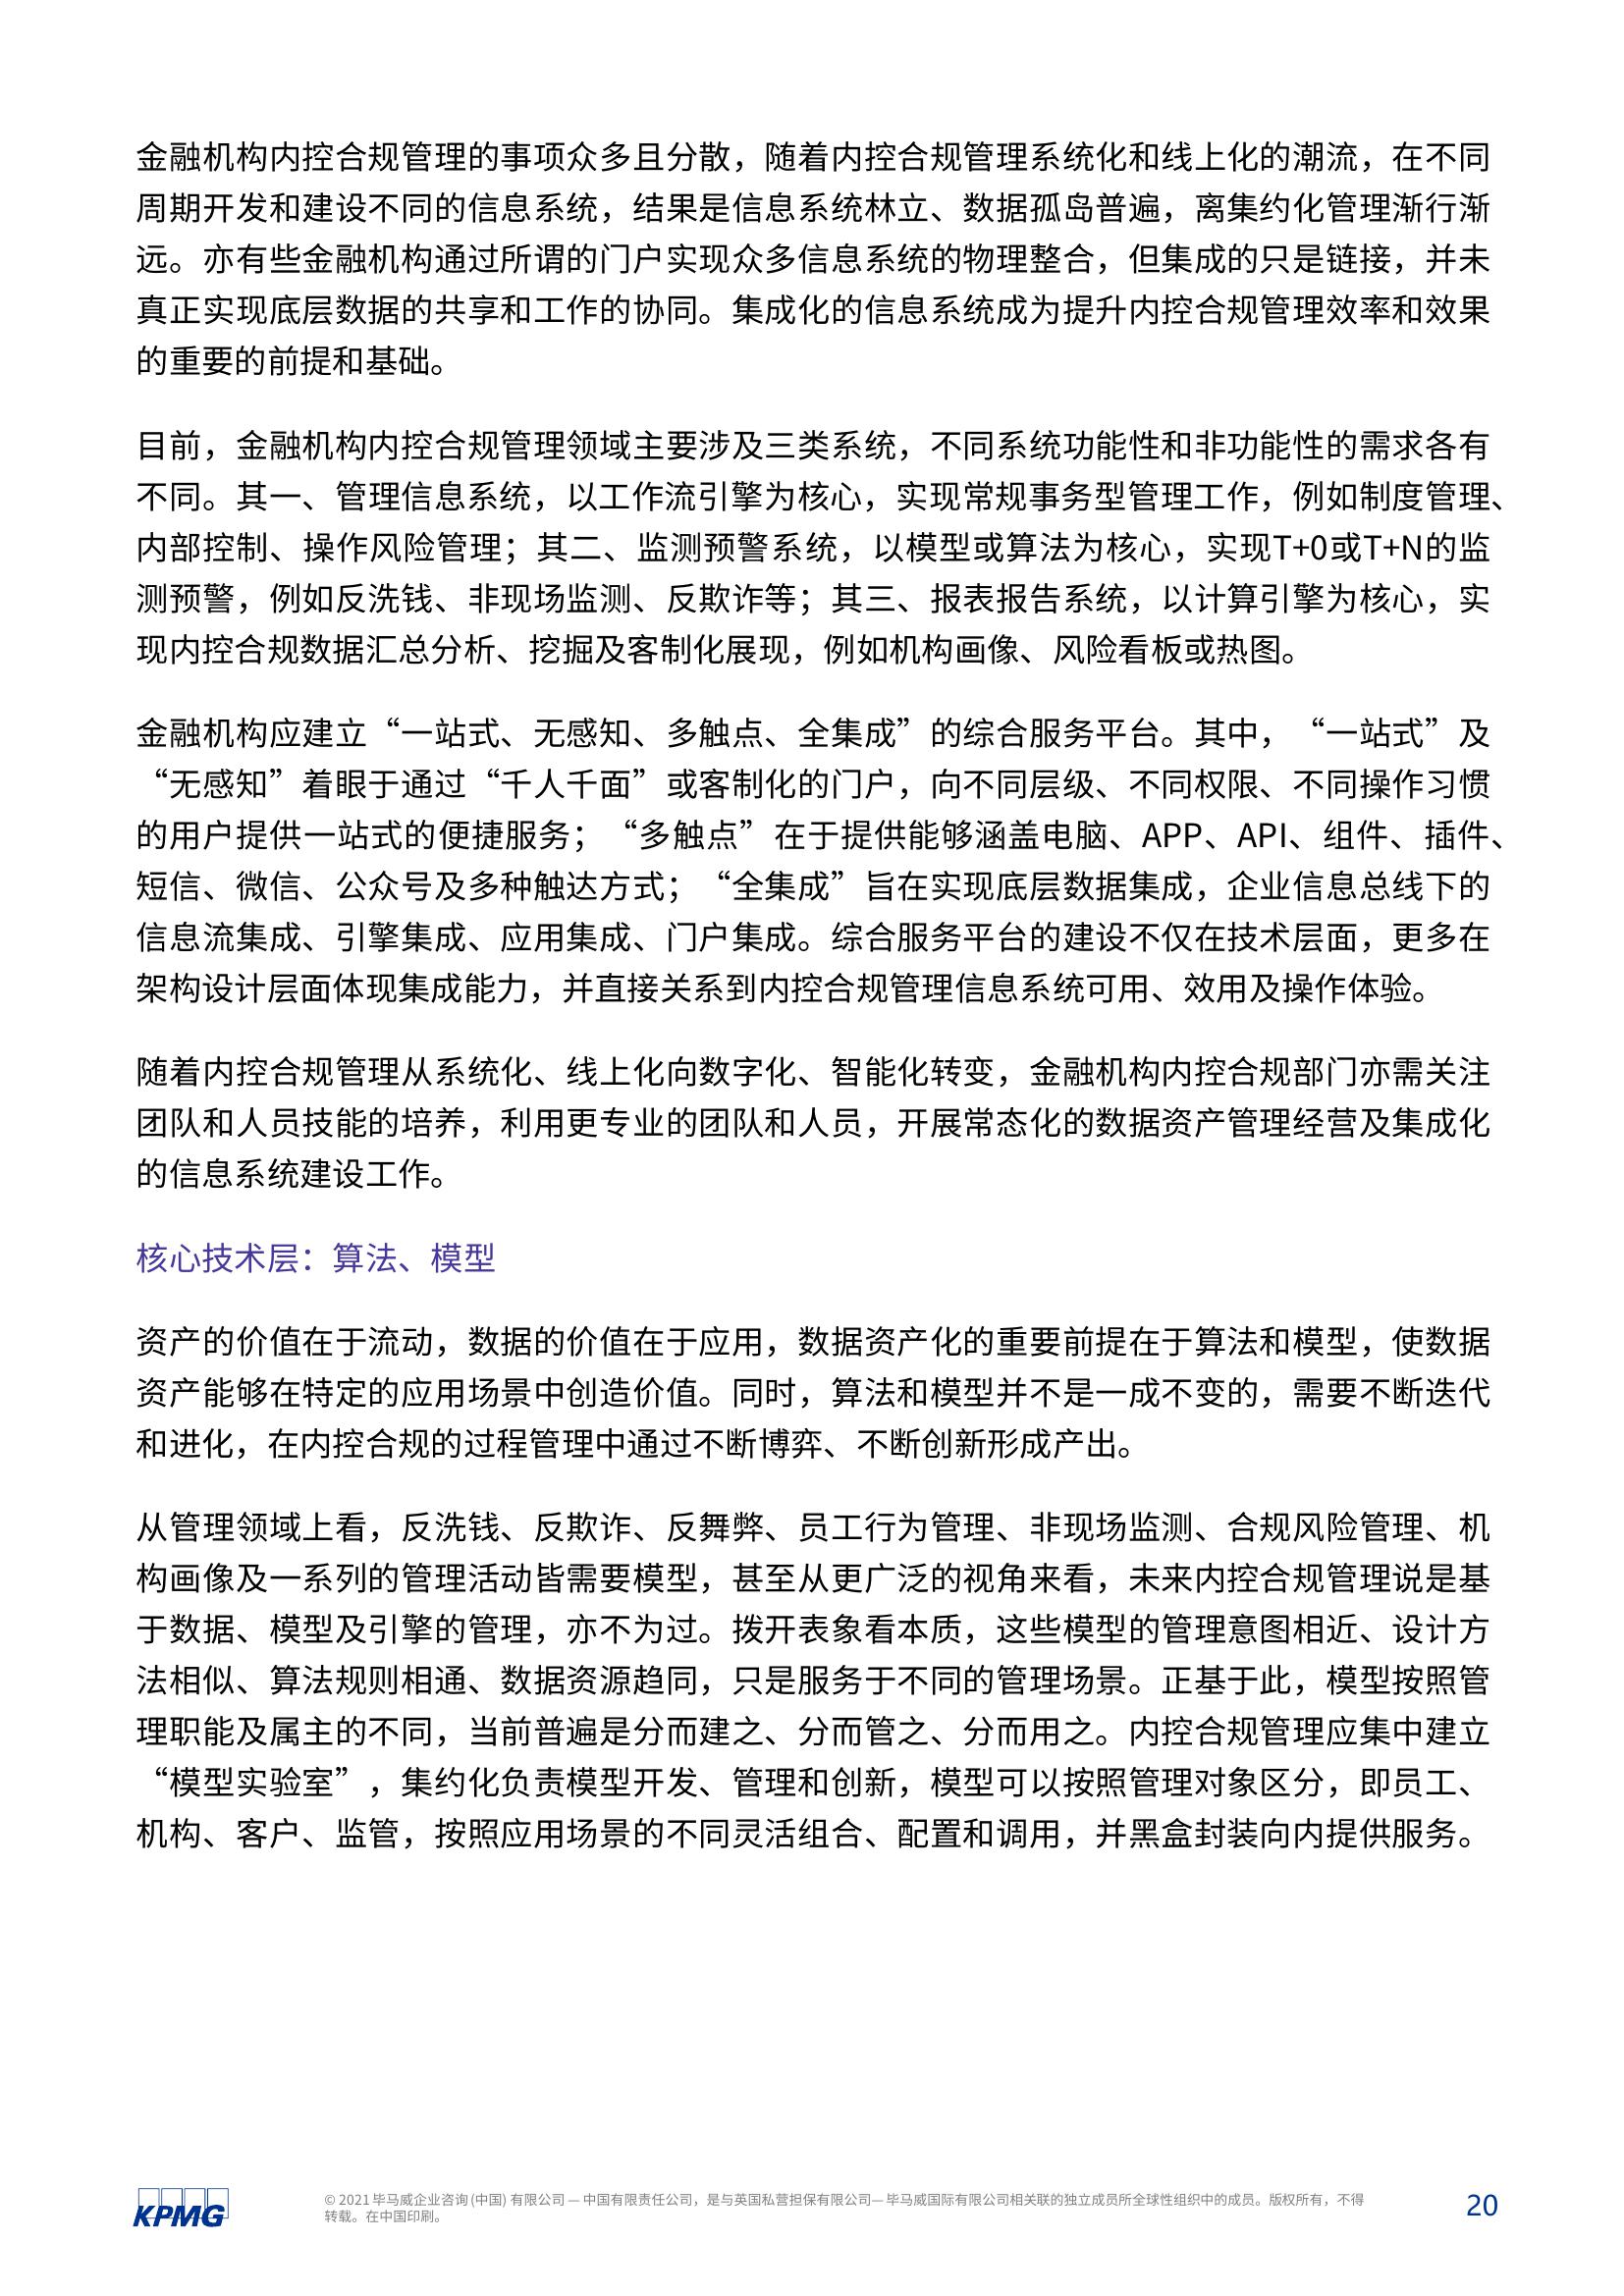 金融机构内控合规管理的事项众多且分散，随着内控合规管理系统化和线上化的潮流，在不同
周期开发和建设不同的信息系统，结果是信息系统林立、数据孤岛普遍，离集约化管理渐行渐
远。亦有些金融机构通过所谓的门户实现众多信息系统的物理整合，但集成的只是链接，并未
真正实现底层数据的共享和工作的协同。集成化的信息系统成为提升内控合规管理效率和效果
的重要的前提和基础。
目前，金融机构内控合规管理领域主要涉及三类系统，不同系统功能性和非功能性的需求各有
不同。其一、管理信息系统，以工作流引擎为核心，实现常规事务型管理工作，例如制度管理、
内部控制、操作风险管理；其二、监测预警系统，以模型或算法为核心，实现T+0或T+N的监
测预警，例如反洗钱、非现场监测、反欺诈等；其三、报表报告系统，以计算引擎为核心，实
现内控合规数据汇总分析、挖掘及客制化展现，例如机构画像、风险看板或热图。
金融机构应建立“一站式、无感知、多触点、全集成”的综合服务平台。其中，“一站式”及
“无感知”着眼于通过“千人千面”或客制化的门户，向不同层级、不同权限、不同操作习惯
的用户提供一站式的便捷服务；“多触点”在于提供能够涵盖电脑、APP、API、组件、插件、
短信、微信、公众号及多种触达方式；“全集成”旨在实现底层数据集成，企业信息总线下的
信息流集成、引擎集成、应用集成、门户集成。综合服务平台的建设不仅在技术层面，更多在
架构设计层面体现集成能力，并直接关系到内控合规管理信息系统可用、效用及操作体验。
随着内控合规管理从系统化、线上化向数字化、智能化转变，金融机构内控合规部门亦需关注
团队和人员技能的培养，利用更专业的团队和人员，开展常态化的数据资产管理经营及集成化
的信息系统建设工作。
核心技术层：算法、模型
资产的价值在于流动，数据的价值在于应用，数据资产化的重要前提在于算法和模型，使数据
资产能够在特定的应用场景中创造价值。同时，算法和模型并不是一成不变的，需要不断迭代
和进化，在内控合规的过程管理中通过不断博弈、不断创新形成产出。
从管理领域上看，反洗钱、反欺诈、反舞弊、员工行为管理、非现场监测、合规风险管理、机
构画像及一系列的管理活动皆需要模型，甚至从更广泛的视角来看，未来内控合规管理说是基
于数据、模型及引擎的管理，亦不为过。拨开表象看本质，这些模型的管理意图相近、设计方
法相似、算法规则相通、数据资源趋同，只是服务于不同的管理场景。正基于此，模型按照管
理职能及属主的不同，当前普遍是分而建之、分而管之、分而用之。内控合规管理应集中建立
“模型实验室”，集约化负责模型开发、管理和创新，模型可以按照管理对象区分，即员工、
机构、客户、监管，按照应用场景的不同灵活组合、配置和调用，并黑盒封装向内提供服务。
KPMG
© 2021 毕马威企业咨询 (中国) 有限公司 — 中国有限责任公司，是与英国私营担保有限公司— 毕马威国际有限公司相关联的独立成员所全球性组织中的成员。版权所有，不得
转载。在中国印刷。
20